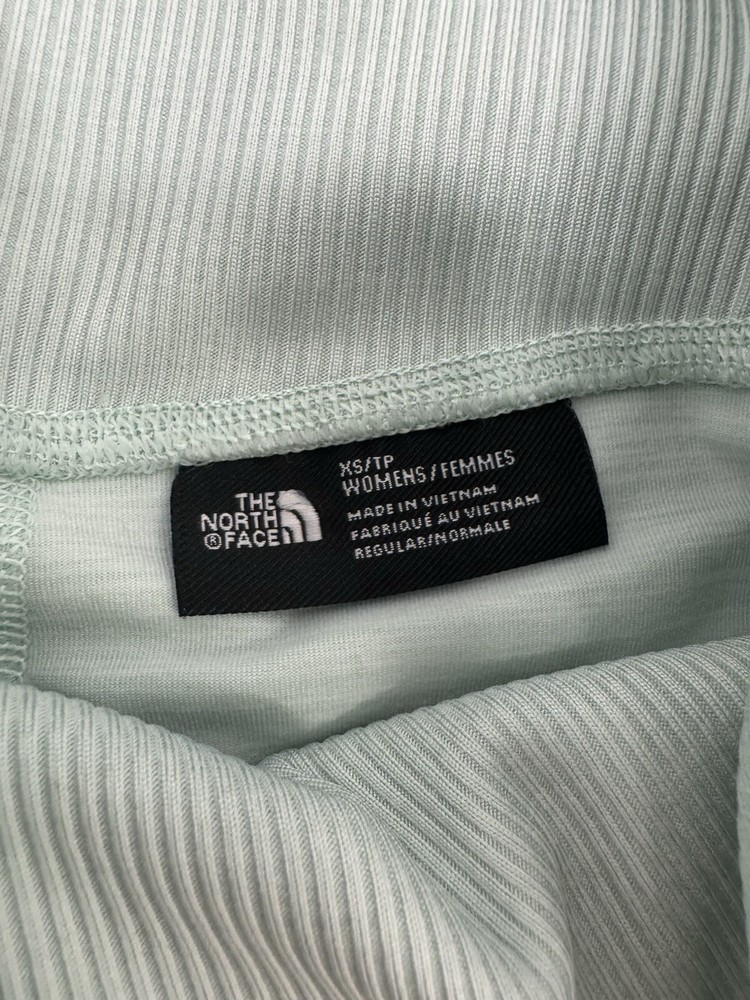 THE
NORTH
®FACE
XS/TP
WOMENS/FEMMES
MADE IN VIETNAM
FABRIQUÉ AU VIETNAM
REGULAR/NORMALE